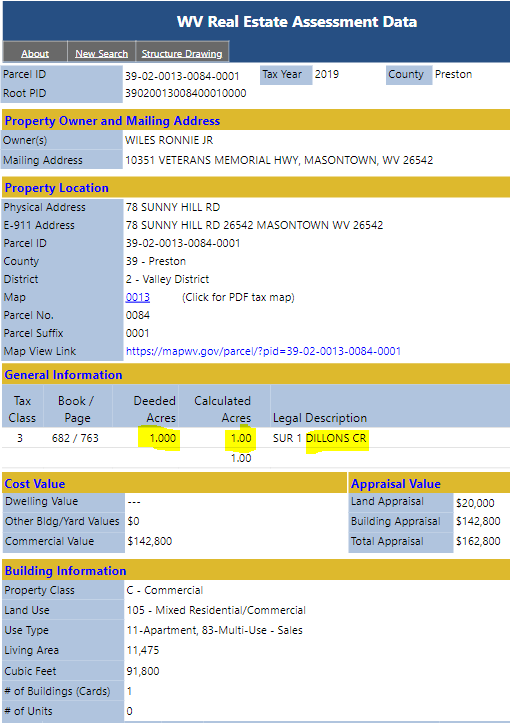 WV Real Estate Assessment Data
About New Search Structure Drawing
Parcel ID 39-02-0013-0084-0001 Tax Year 2019 County Preston
Root PID 39020013008400010000
Property Owner and Mailing Address
Owner(s) WILES RONNIE JR
Mailing Address 10351 VETERANS MEMORIAL HWY, MASONTOWN, WV 26542
Property Location
Physical Address 78 SUNNY HILL RD
E-911 Address 78 SUNNY HILL RD 26542 MASONTOWN WV 26542
Parcel ID 39-02-0013-0084-0001
County 39 - Preston
District 2 - Valley District
Map 0013 (Click for PDF tax map)
Parcel No. 0084
Parcel Suffix 0001
Map View Link https://mapwv.gov/parcel/?pid=39-02-0013-0084-0001
General Information
Tax Book / Deeded Calculated
Class Page Acres Acres Legal Description
3 682 / 763 1.000 1.00 SUR 1 DILLONS CR
1.00
Cost Value Appraisal Value
Dwelling Value --- Land Appraisal $20,000
Other Bldg/Yard Values $0 Building Appraisal $142,800
Commercial Value $142,800 Total Appraisal $162,800
Building Information
Property Class C - Commercial
Land Use 105 - Mixed Residential/Commercial
Use Type 11-Apartment, 83-Multi-Use - Sales
Living Area 11,475
Cubic Feet 91,800
# of Buildings (Cards) 1
# of Units 0